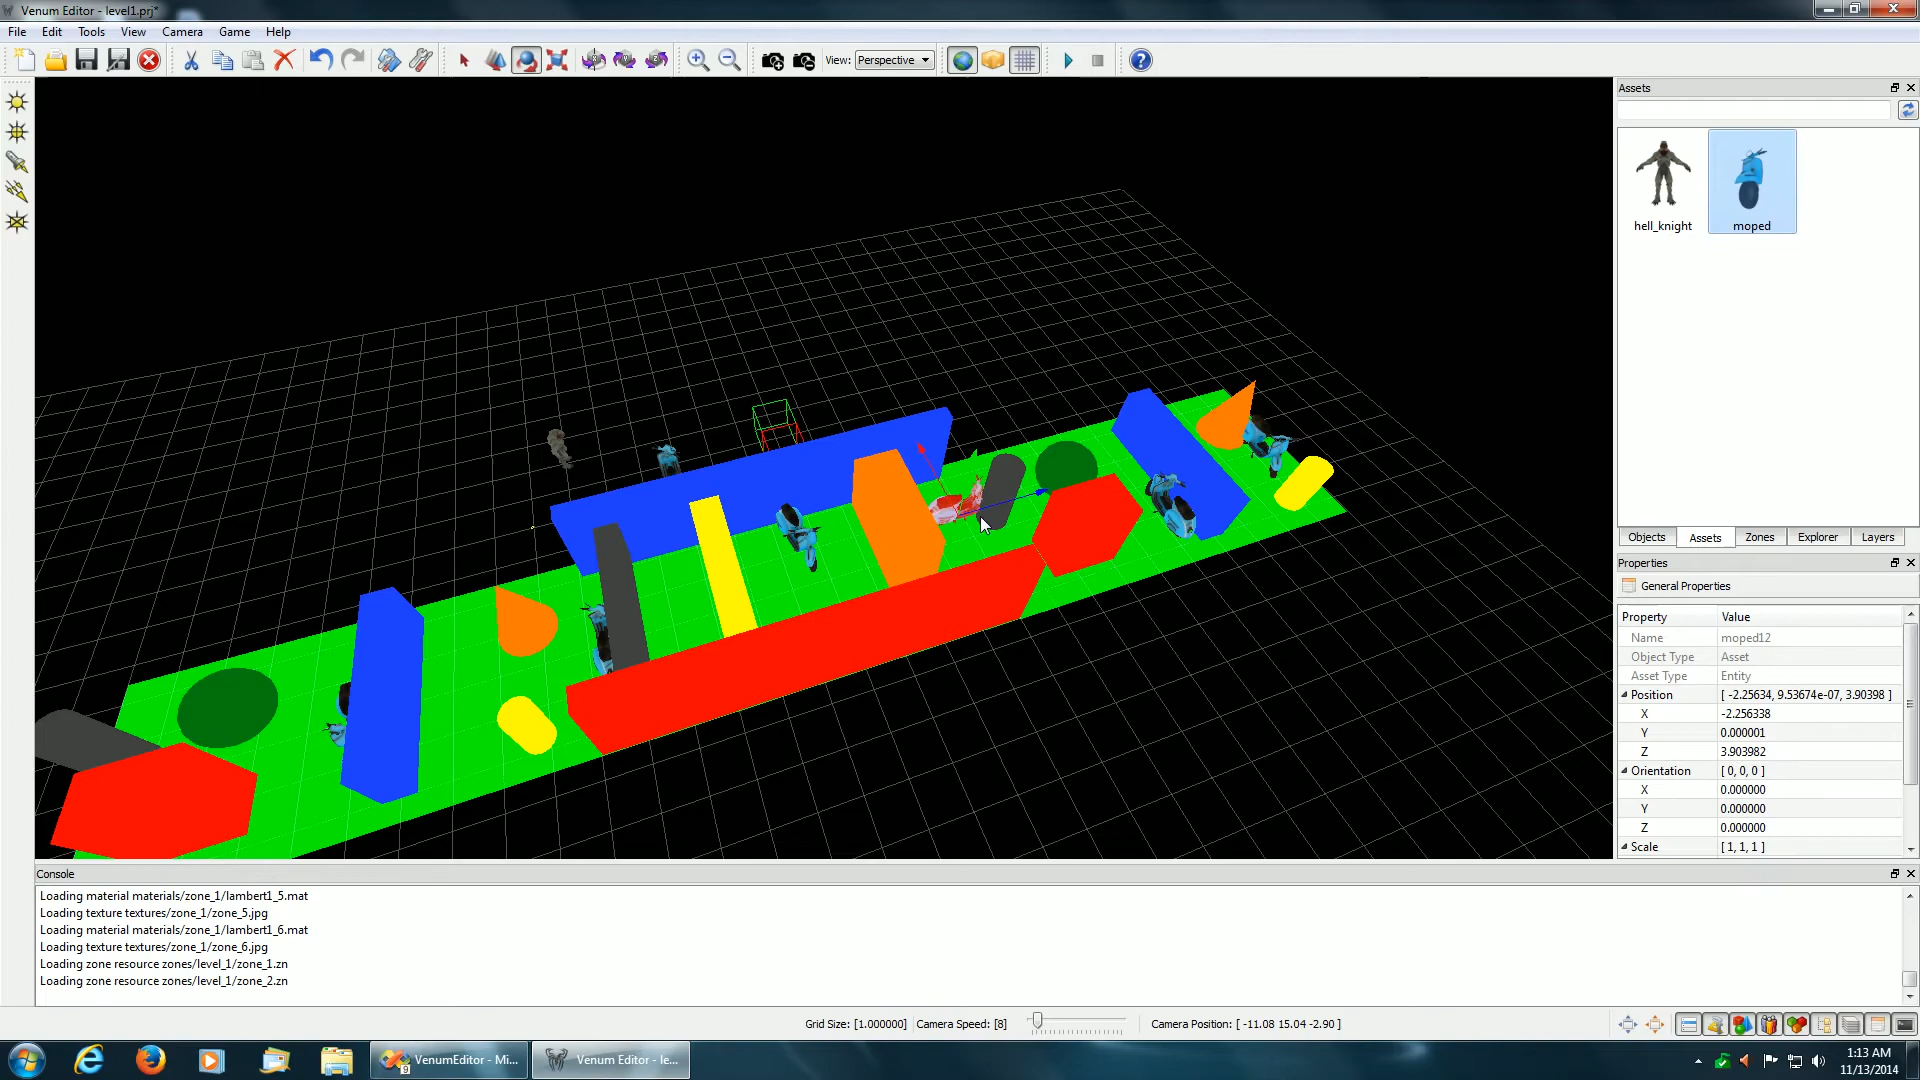 Venum Editor - level1.prj*
File Edit Tools View Camera Game Help
View: Perspective
Assets
hell_knight moped
Objects Assets Zones Explorer Layers
Properties
General Properties
Property Value
Name moped12
Object Type Asset
Asset Type Entity
Position [ -2.25634, 9.53674e-07, 3.90398 ]
X -2.256338
Y 0.000001
Z 3.903982
Orientation [ 0, 0, 0 ]
X 0.000000
Y 0.000000
Z 0.000000
Scale [ 1, 1, 1 ]
Console
Loading material materials/zone_1/lambert1_5.mat
Loading texture textures/zone_1/zone_5.jpg
Loading material materials/zone_1/lambert1_6.mat
Loading texture textures/zone_1/zone_6.jpg
Loading zone resource zones/level_1/zone_1.zn
Loading zone resource zones/level_1/zone_2.zn
Grid Size: [1.000000] Camera Speed: [8] Camera Position: [ -11.08 15.04 -2.90 ]
VenumEditor - Mi... Venum Editor - le...
1:13 AM
11/13/2014